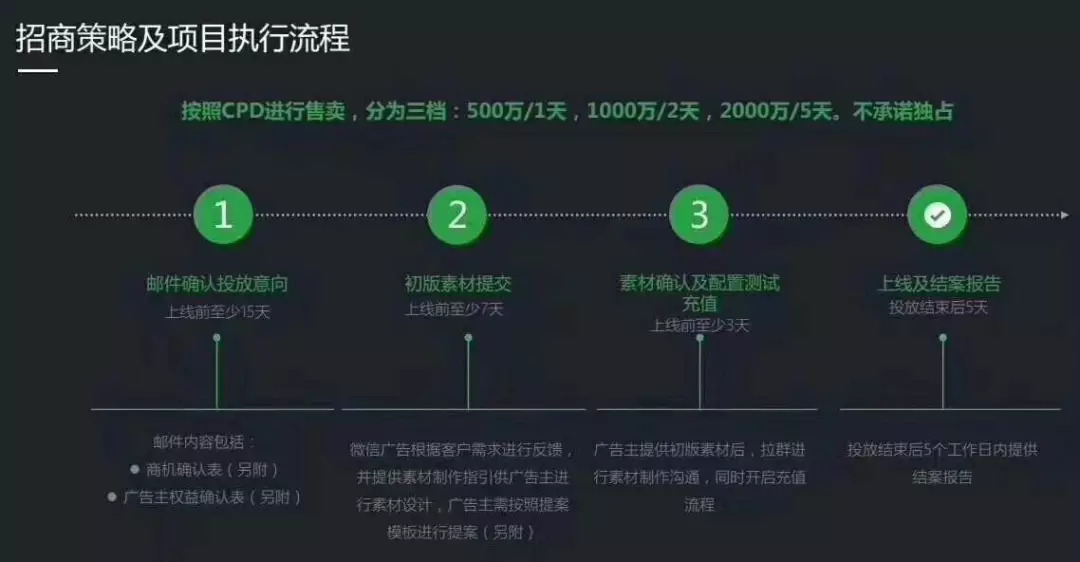 招商策略及项目执行流程
按照CPD进行售卖，分为三档：500万/1天，1000万/2天，2000万/5天。不承诺独占
1
2
3
邮件确认投放意向
上线前至少15天
初版素材提交
上线前至少7天
素材确认及配置测试
充值
上线前至少3天
上线及结案报告
投放结束后5天
邮件内容包括：
● 商机确认表（另附）
● 广告主权益确认表（另附）
微信广告根据客户需求进行反馈，
并提供素材制作指引供广告主进
行素材设计，广告主需按照提案
模板进行提案（另附）
广告主提供初版素材后，拉群进
行素材制作沟通，同时开启充值
流程
投放结束后5个工作日内提供
结案报告